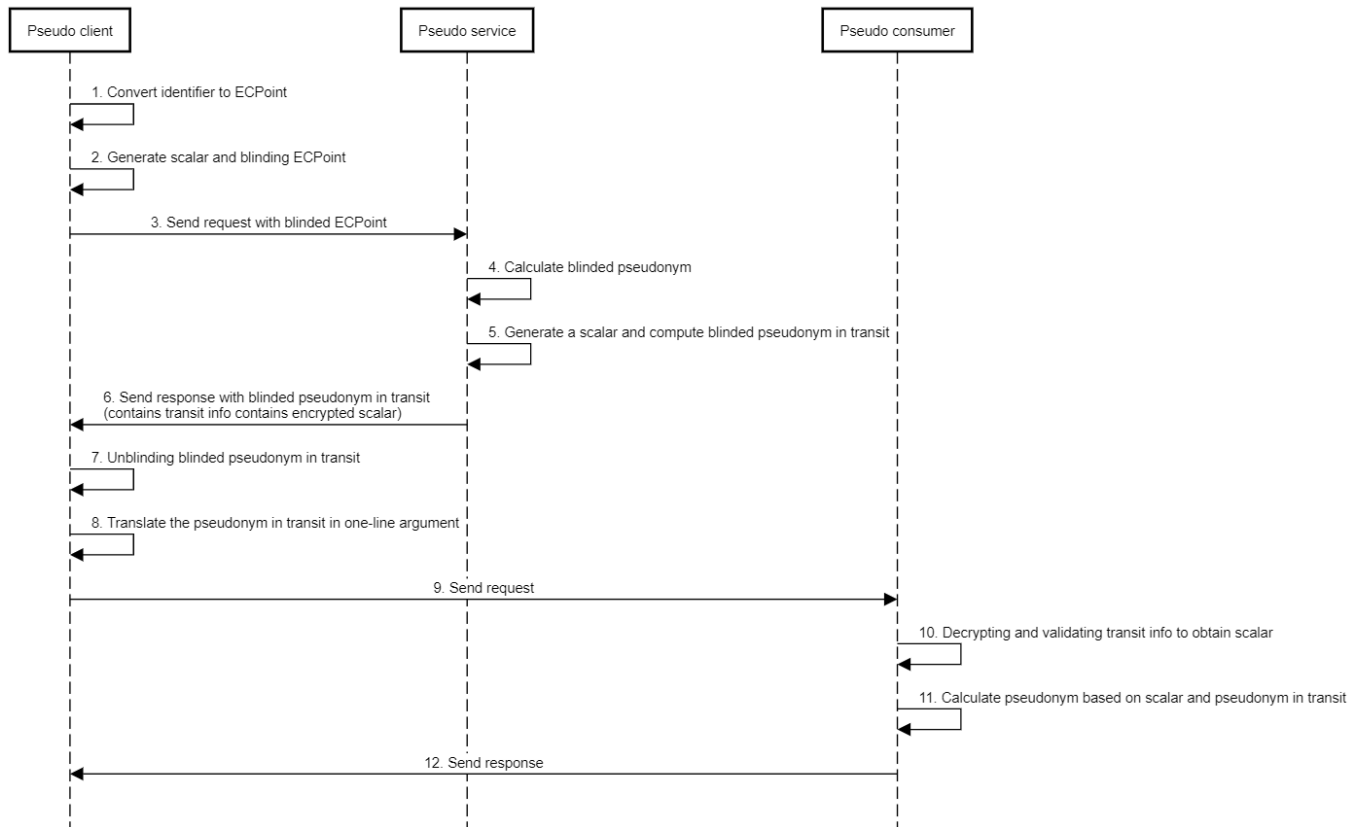 Pseudo client
Pseudo service
Pseudo consumer
1. Convert identifier to ECPoint
2. Generate scalar and blinding ECPoint
3. Send request with blinded ECPoint
4. Calculate blinded pseudonym
5. Generate a scalar and compute blinded pseudonym in transit
6. Send response with blinded pseudonym in transit
(contains transit info contains encrypted scalar)
7. Unblinding blinded pseudonym in transit
8. Translate the pseudonym in transit in one-line argument
9. Send request
10. Decrypting and validating transit info to obtain scalar
11. Calculate pseudonym based on scalar and pseudonym in transit
12. Send response